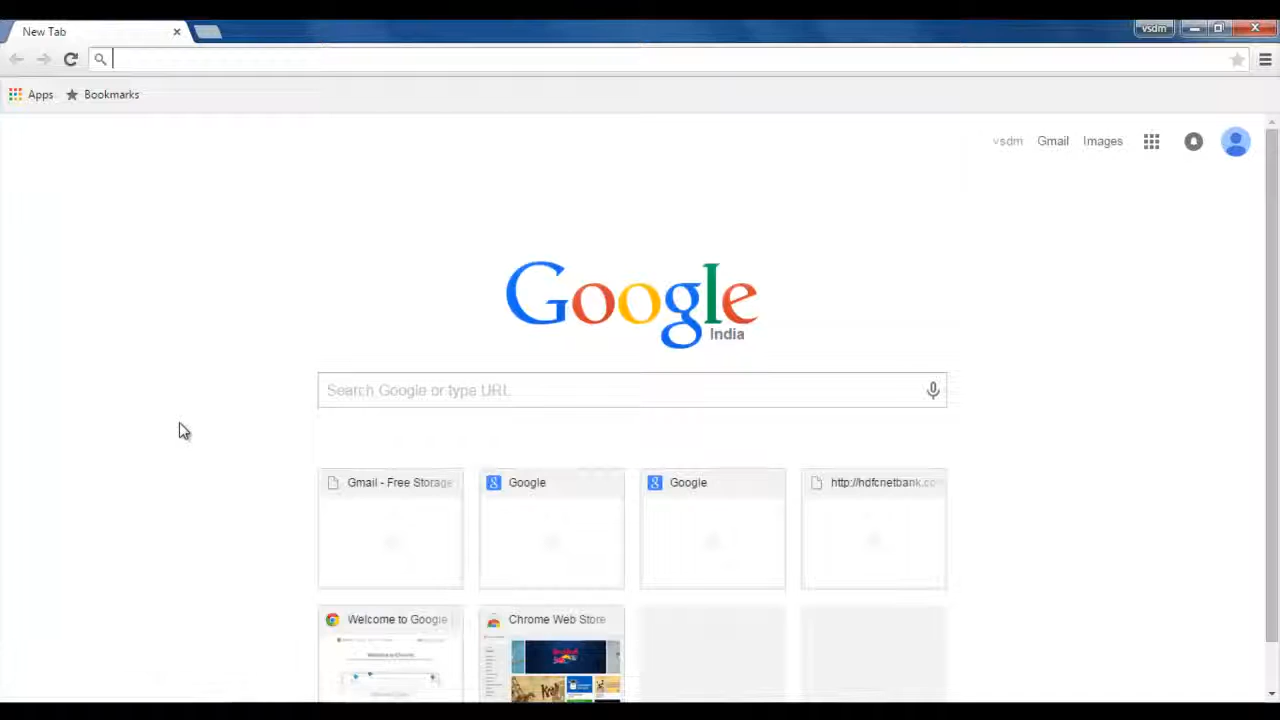 New Tab
vsdm
Apps
Bookmarks
vsdm
Gmail
Images
Google
India
Search Google or type URL
Gmail - Free Storage
Google
Google
http://hdfcnetbank.co
Welcome to Google
Chrome Web Store